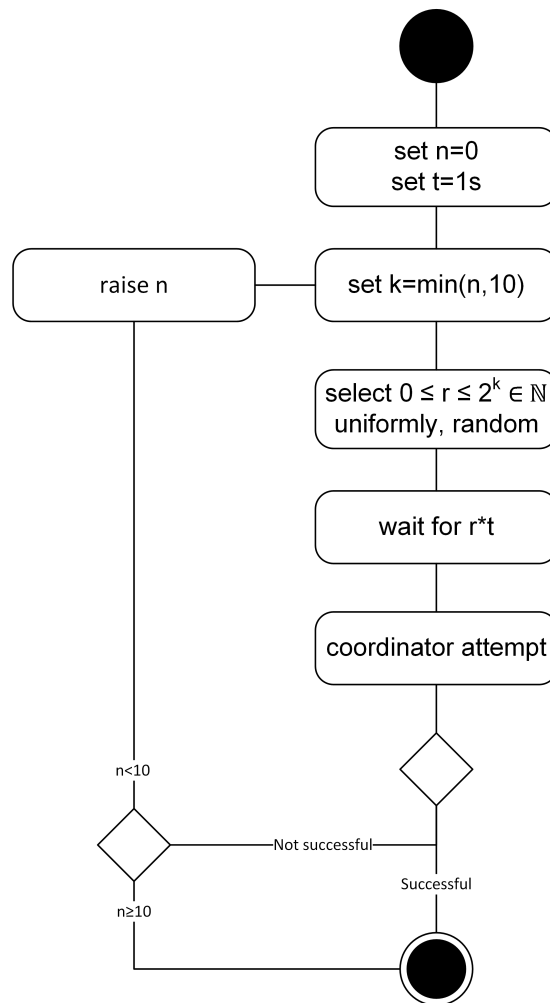 set n=0
set t=1s
raise n
set k=min(n,10)
select 0 ≤ r ≤ 2^k ∈ ℕ
uniformly, random
wait for r*t
coordinator attempt
n<10
Not successful
Successful
n≥10